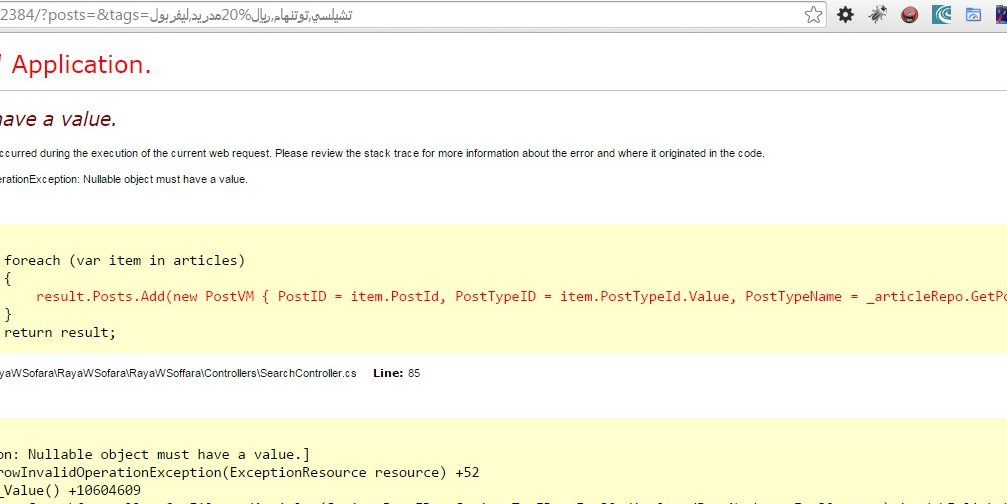 2384/?posts=&tags=تشيلسي,توتنهام,ريال%20مدريد,ليفربول
' Application.
have a value.
ccurred during the execution of the current web request. Please review the stack trace for more information about the error and where it originated in the code.
erationException: Nullable object must have a value.
foreach (var item in articles)
{
result.Posts.Add(new PostVM { PostID = item.PostId, PostTypeID = item.PostTypeId.Value, PostTypeName = _articleRepo.GetPo
}
return result;
yaWSofara\RayaWSofara\RayaWSoffara\Controllers\SearchController.cs Line: 85
on: Nullable object must have a value.]
rowInvalidOperationException(ExceptionResource resource) +52
_Value() +10604609